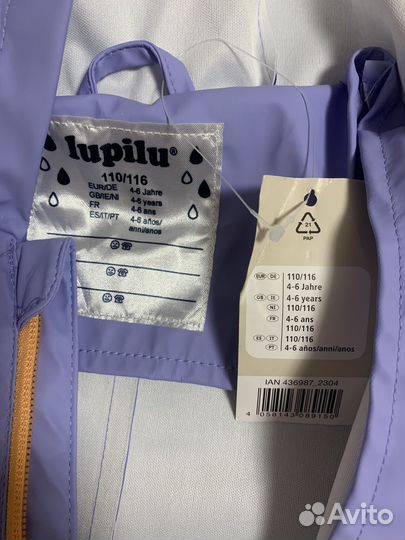 lupilu®
110/116
EUR/DE 4-6 Jahre
GB/IE/NI 4-6 years
FR 4-6 ans
ES/IT/PT 4-6 años/
anni/anos
21
PAP
EUR DE 110/116
4-6 Jahre
GB IE 4-6 years
NI 110/116
FR 4-6 ans
110/116
ES IT 110/116
PT 4-6 años/anni/anos
IAN 436987_2304
4 058143 089150
Avito